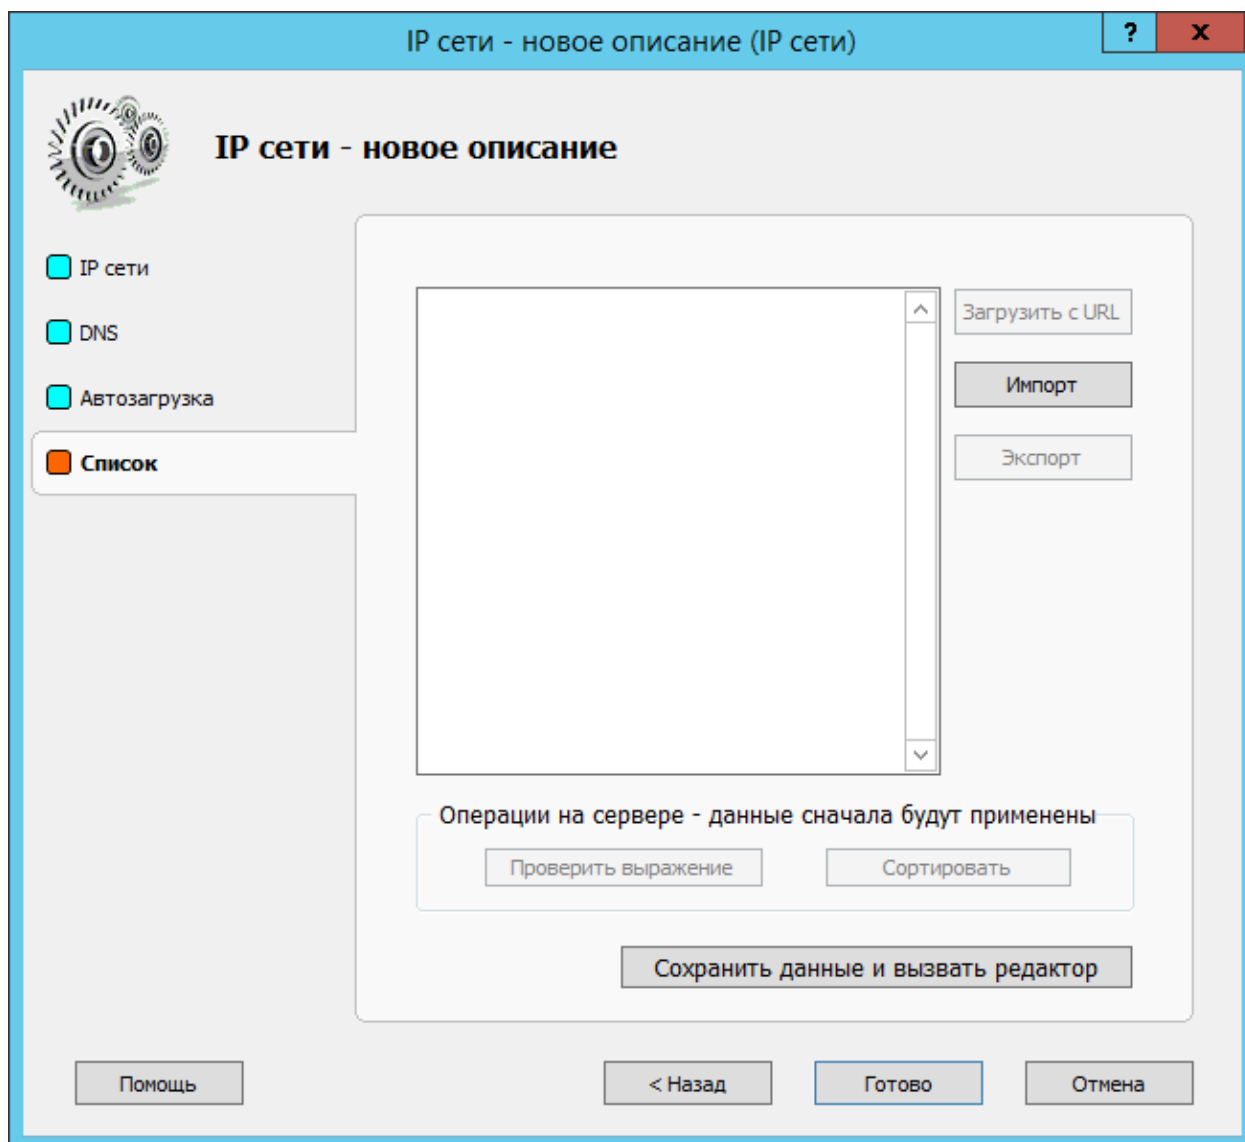 IP сети - новое описание (IP сети)
?
x
IP сети - новое описание
IP сети
DNS
Автозагрузка
Список
Загрузить с URL
Импорт
Экспорт
Операции на сервере - данные сначала будут применены
Проверить выражение
Сортировать
Сохранить данные и вызвать редактор
Помощь
< Назад
Готово
Отмена